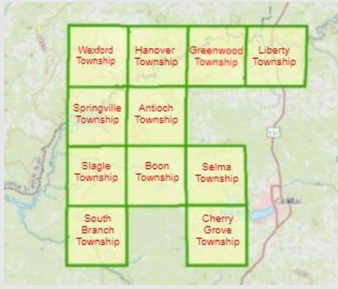 Wexford Township
Hanover Township
Greenwood Township
Liberty Township
Springville Township
Antioch Township
Slagle Township
Boon Township
Selma Township
South Branch Township
Cherry Grove Township